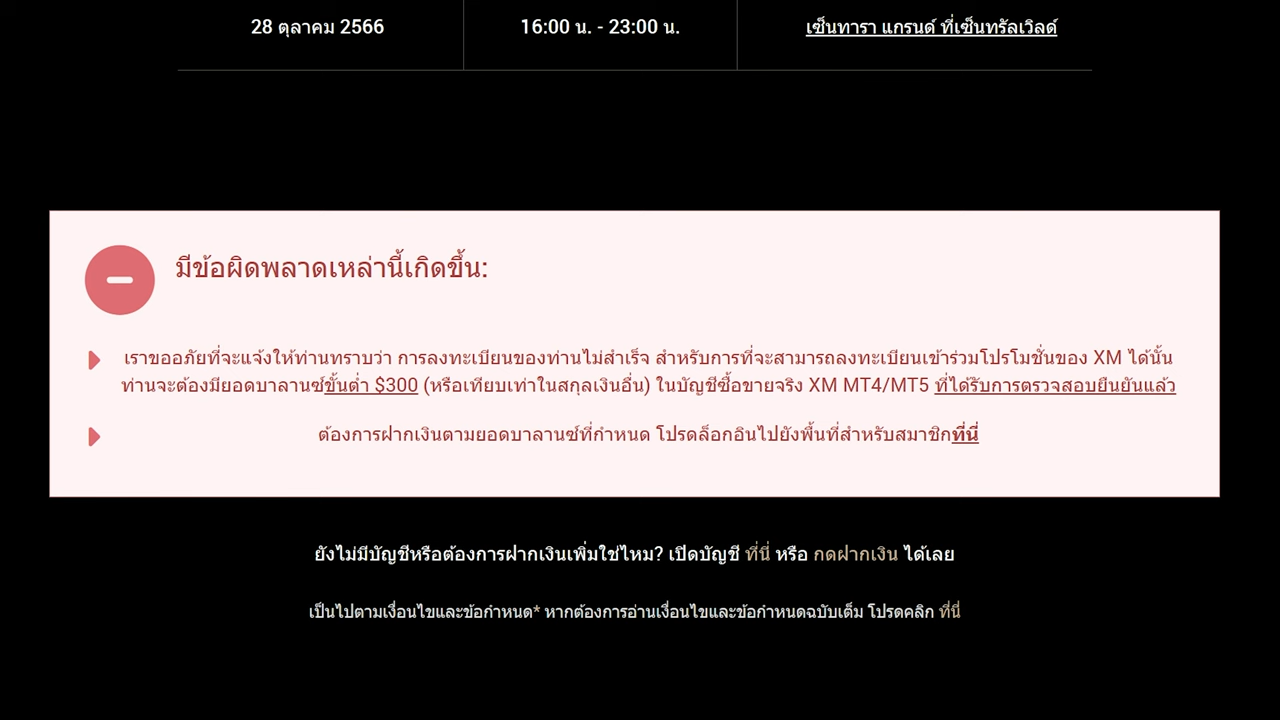 28 ตุลาคม 2566 16:00 น. - 23:00 น. เซ็นทารา แกรนด์ ที่เซ็นทรัลเวิลด์
มีข้อผิดพลาดเหล่านี้เกิดขึ้น:
เราขออภัยที่จะแจ้งให้ท่านทราบว่า การลงทะเบียนของท่านไม่สำเร็จ สำหรับการที่จะสามารถลงทะเบียนเข้าร่วมโปรโมชั่นของ XM ได้นั้น
ท่านจะต้องมียอดบาลานซ์ขั้นต่ำ $300 (หรือเทียบเท่าในสกุลเงินอื่น) ในบัญชีซื้อขายจริง XM MT4/MT5 ที่ได้รับการตรวจสอบยืนยันแล้ว
ต้องการฝากเงินตามยอดบาลานซ์ที่กำหนด โปรดล็อกอินไปยังพื้นที่สำหรับสมาชิกที่นี่
ยังไม่มีบัญชีหรือต้องการฝากเงินเพิ่มใช่ไหม? เปิดบัญชี ที่นี่ หรือ กดฝากเงิน ได้เลย
เป็นไปตามเงื่อนไขและข้อกำหนด* หากต้องการอ่านเงื่อนไขและข้อกำหนดฉบับเต็ม โปรดคลิก ที่นี่